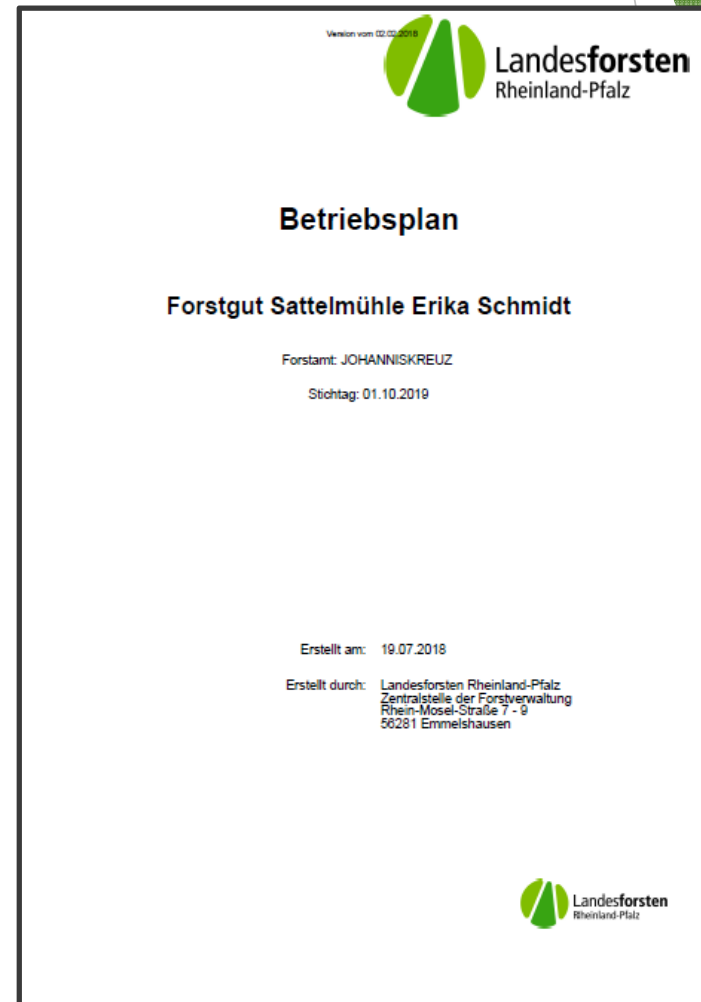 Version vom 02.02.2018
Landesforsten
Rheinland-Pfalz
Betriebsplan
Forstgut Sattelmühle Erika Schmidt
Forstamt: JOHANNISKREUZ
Stichtag: 01.10.2019
Erstellt am: 19.07.2018
Erstellt durch: Landesforsten Rheinland-Pfalz
Zentralstelle der Forstverwaltung
Rhein-Mosel-Straße 7 - 9
56281 Emmelshausen
Landesforsten
Rheinland-Pfalz